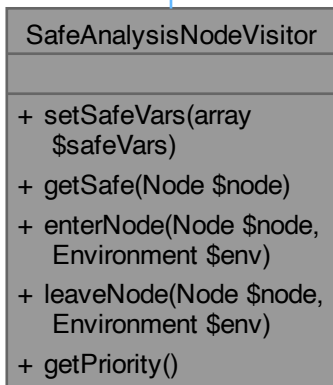 SafeAnalysisNodeVisitor
+ setSafeVars(array
$safeVars)
+ getSafe(Node $node)
+ enterNode(Node $node,
Environment $env)
+ leaveNode(Node $node,
Environment $env)
+ getPriority()